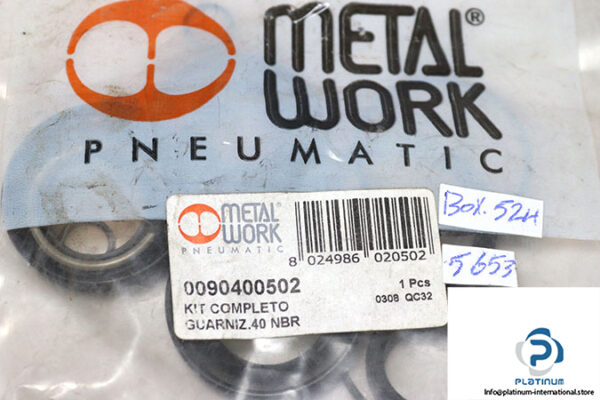 METAL®
WORK
PNEUMATIC
METAL
WORK
PNEUMATIC
8 024986 020502
0090400502
1 Pcs
KIT COMPLETO
0308 QC32
GUARNIZ.40 NBR
Box. 52H
5653
PLATINUM
Info@platinum-international.store